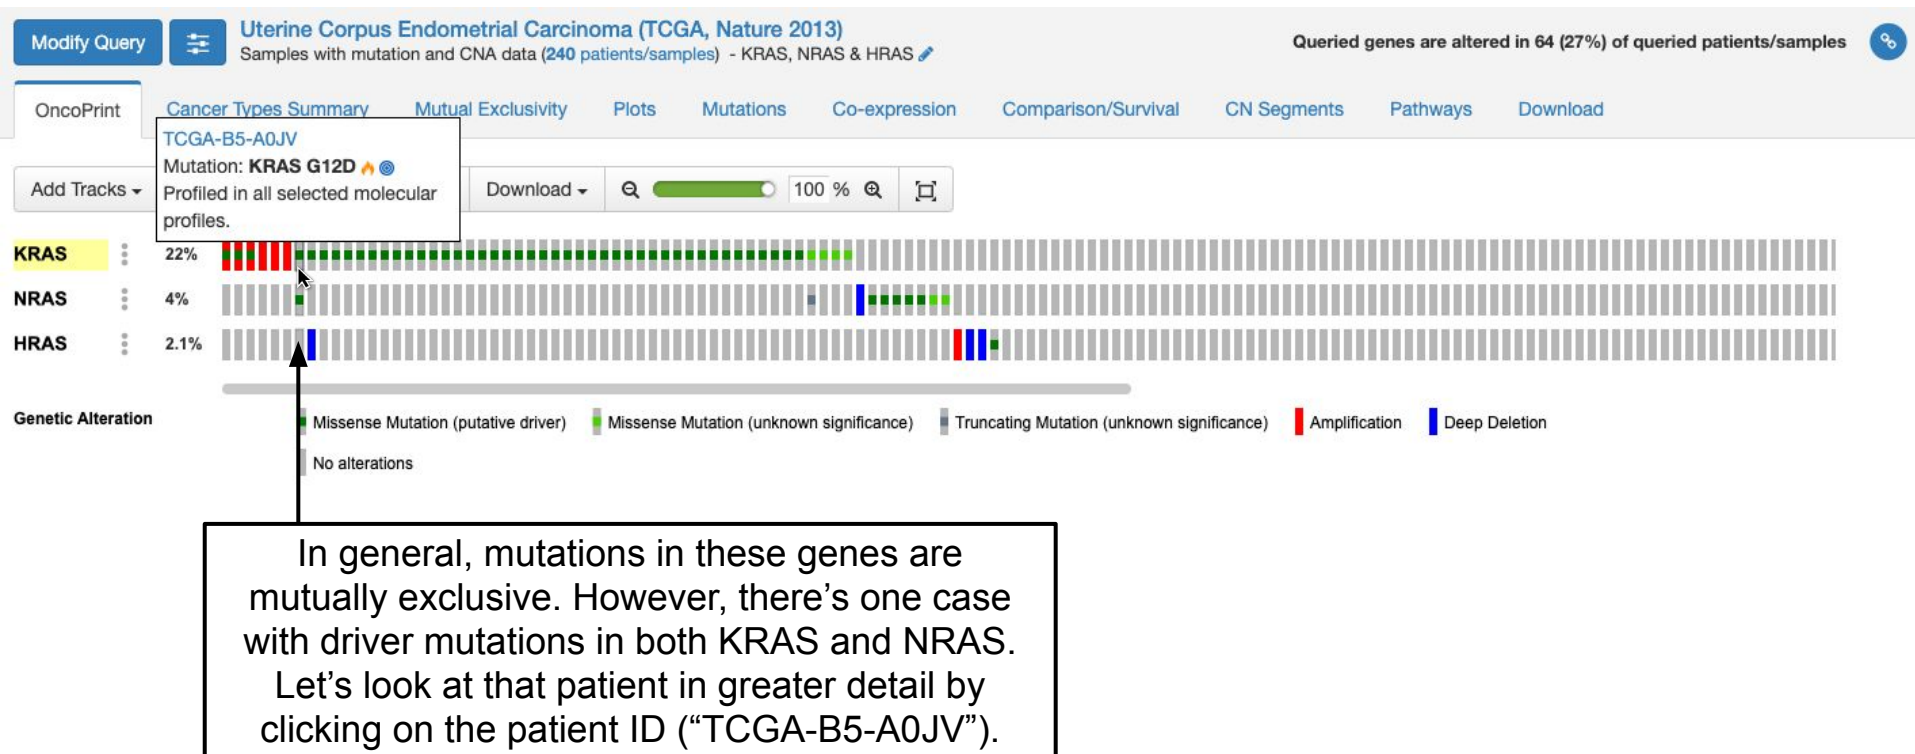 Modify Query
Uterine Corpus Endometrial Carcinoma (TCGA, Nature 2013)
Samples with mutation and CNA data (240 patients/samples) - KRAS, NRAS & HRAS
Queried genes are altered in 64 (27%) of queried patients/samples
OncoPrint Cancer Types Summary Mutual Exclusivity Plots Mutations Co-expression Comparison/Survival CN Segments Pathways Download
TCGA-B5-A0JV
Mutation: KRAS G12D
Profiled in all selected molecular
profiles.
Add Tracks Download 100 %
KRAS 22%
NRAS 4%
HRAS 2.1%
Genetic Alteration Missense Mutation (putative driver) Missense Mutation (unknown significance) Truncating Mutation (unknown significance) Amplification Deep Deletion
No alterations
In general, mutations in these genes are
mutually exclusive. However, there’s one case
with driver mutations in both KRAS and NRAS.
Let’s look at that patient in greater detail by
clicking on the patient ID (“TCGA-B5-A0JV”).